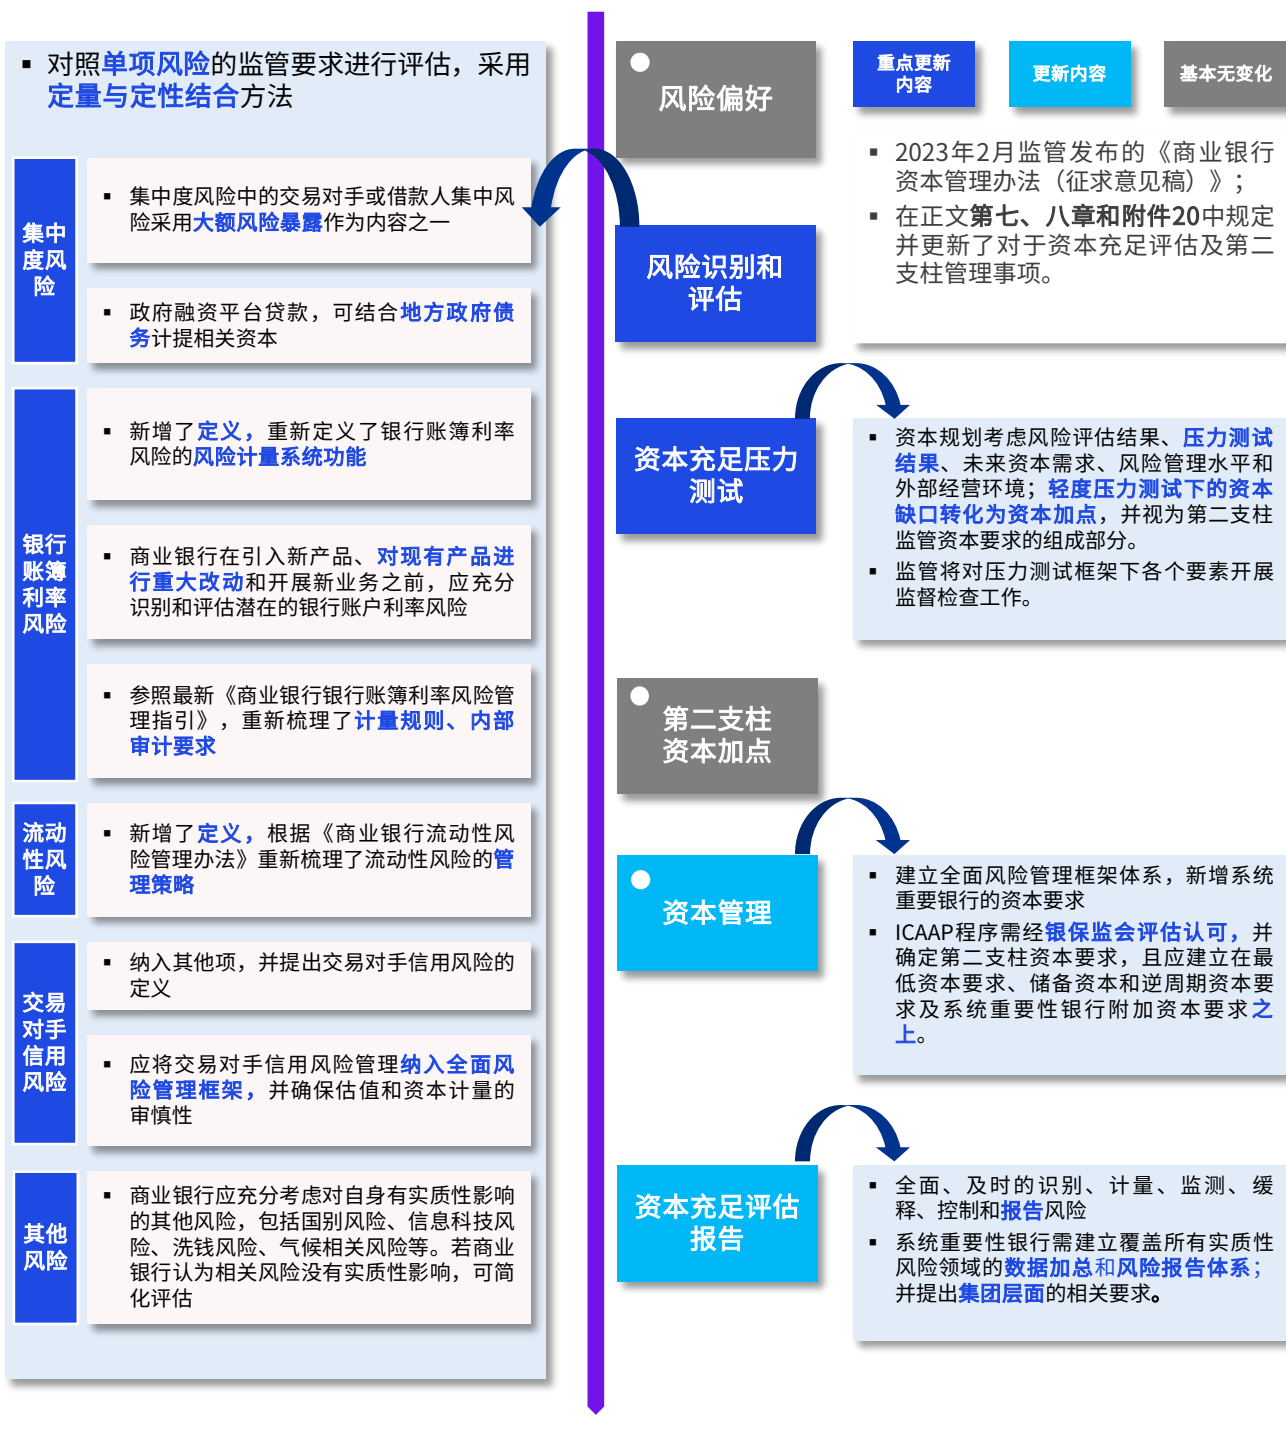 ▪ 对照单项风险的监管要求进行评估，采用
定量与定性结合方法
集中
度风
险
▪ 集中度风险中的交易对手或借款人集中风
险采用大额风险暴露作为内容之一
▪ 政府融资平台贷款，可结合地方政府债
务计提相关资本
银行
账簿
利率
风险
▪ 新增了定义，重新定义了银行账簿利率
风险的风险计量系统功能
▪ 商业银行在引入新产品、对现有产品进
行重大改动和开展新业务之前，应充分
识别和评估潜在的银行账户利率风险
▪ 参照最新《商业银行银行账簿利率风险管
理指引》，重新梳理了计量规则、内部
审计要求
流动
性风
险
▪ 新增了定义，根据《商业银行流动性风
险管理办法》重新梳理了流动性风险的管
理策略
交易
对手
信用
风险
▪ 纳入其他项，并提出交易对手信用风险的
定义
▪ 应将交易对手信用风险管理纳入全面风
险管理框架，并确保估值和资本计量的
审慎性
其他
风险
▪ 商业银行应充分考虑对自身有实质性影响
的其他风险，包括国别风险、信息科技风
险、洗钱风险、气候相关风险等。若商业
银行认为相关风险没有实质性影响，可简
化评估
风险偏好
风险识别和
评估
资本充足压力
测试
第二支柱
资本加点
资本管理
资本充足评估
报告
重点更新
内容
更新内容
基本无变化
▪ 2023年2月监管发布的《商业银行
资本管理办法（征求意见稿）》；
▪ 在正文第七、八章和附件20中规定
并更新了对于资本充足评估及第二
支柱管理事项。
▪ 资本规划考虑风险评估结果、压力测试
结果、未来资本需求、风险管理水平和
外部经营环境；轻度压力测试下的资本
缺口转化为资本加点，并视为第二支柱
监管资本要求的组成部分。
▪ 监管将对压力测试框架下各个要素开展
监督检查工作。
▪ 建立全面风险管理框架体系，新增系统
重要银行的资本要求
▪ ICAAP程序需经银保监会评估认可，并
确定第二支柱资本要求，且应建立在最
低资本要求、储备资本和逆周期资本要
求及系统重要性银行附加资本要求之
上。
▪ 全面、及时的识别、计量、监测、缓
释、控制和报告风险
▪ 系统重要性银行需建立覆盖所有实质性
风险领域的数据加总和风险报告体系；
并提出集团层面的相关要求。